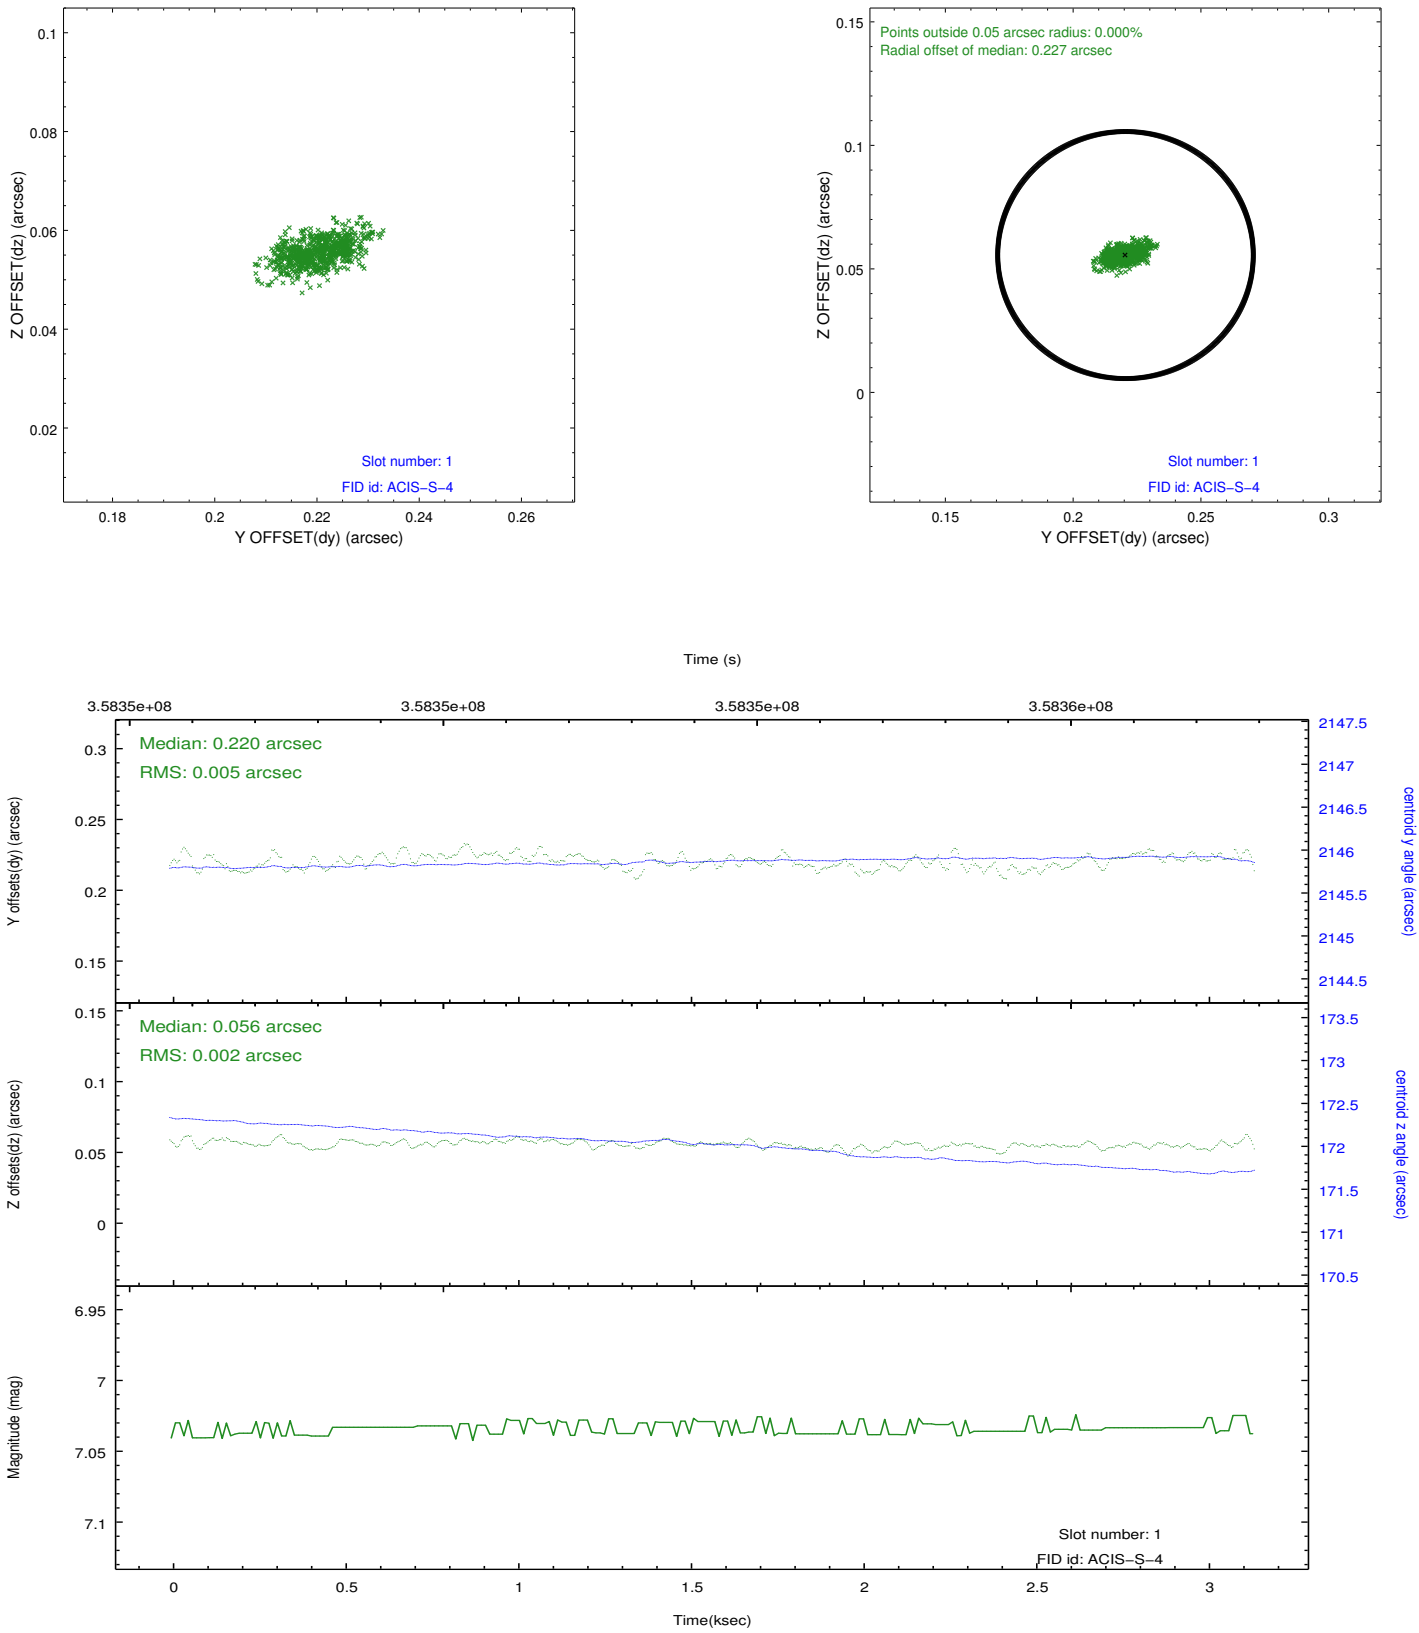 0.1
0.08
0.06
0.04
0.02
Z OFFSET(dz) (arcsec)
Slot number: 1
FID id: ACIS−S−4
0.18 0.2 0.22 0.24 0.26
Y OFFSET(dy) (arcsec)
0.15
0.1
0.05
0
Z OFFSET(dz) (arcsec)
Points outside 0.05 arcsec radius: 0.000%
Radial offset of median: 0.227 arcsec
Slot number: 1
FID id: ACIS−S−4
0.15 0.2 0.25 0.3
Y OFFSET(dy) (arcsec)
Time (s)
3.5835e+08 3.5835e+08 3.5835e+08 3.5836e+08
Median: 0.220 arcsec
RMS: 0.005 arcsec
0.3
0.25
0.2
0.15
Y offsets(dy) (arcsec)
2147.5
2147
2146.5
2146
2145.5
2145
2144.5
centroid y angle (arcsec)
Median: 0.056 arcsec
RMS: 0.002 arcsec
0.15
0.1
0.05
0
Z offsets(dz) (arcsec)
173.5
173
172.5
172
171.5
171
170.5
centroid z angle (arcsec)
6.95
7
7.05
7.1
Magnitude (mag)
Slot number: 1
FID id: ACIS−S−4
0 0.5 1 1.5 2 2.5 3
Time(ksec)